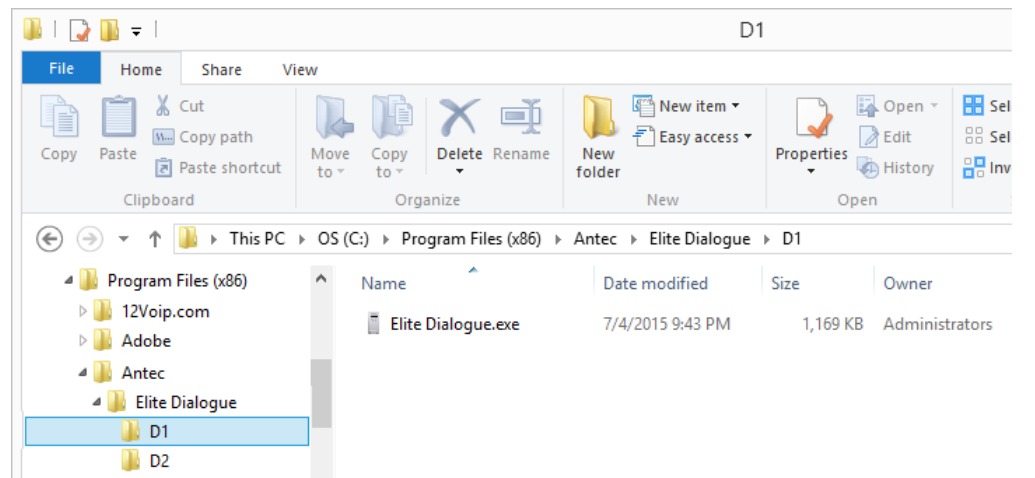 D1
File Home Share View
Copy
Paste
Cut
Copy path
Paste shortcut
Clipboard
Move to
Copy to
Delete
Rename
Organize
New folder
New item
Easy access
New
Properties
Open
Edit
History
Open
Sel
Sel
Inv
This PC OS (C:) Program Files (x86) Antec Elite Dialogue D1
Program Files (x86)
12Voip.com
Adobe
Antec
Elite Dialogue
D1
D2
Name Date modified Size Owner
Elite Dialogue.exe 7/4/2015 9:43 PM 1,169 KB Administrators